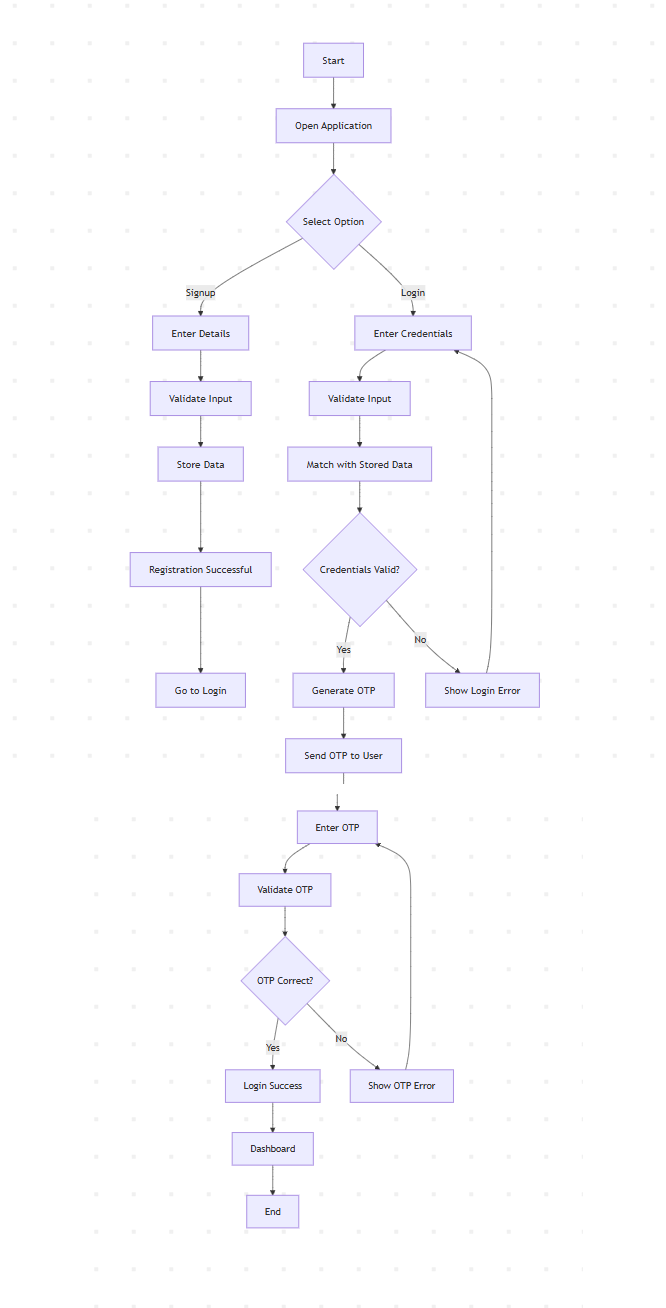 Start
Open Application
Select Option
Signup
Login
Enter Details
Enter Credentials
Validate Input
Validate Input
Store Data
Match with Stored Data
Registration Successful
Credentials Valid?
Yes
No
Go to Login
Generate OTP
Show Login Error
Send OTP to User
Enter OTP
Validate OTP
OTP Correct?
Yes
No
Login Success
Show OTP Error
Dashboard
End